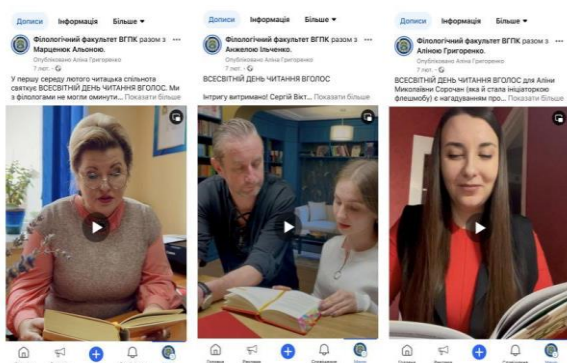 Дописи Інформація Більше
Філологічний факультет ВГПК разом з
Марценюк Альоною.
Опубліковано Аліна Григоренко
7 лют.
У першу середу лютого читацька спільнота
святкує ВСЕСВІТНІЙ ДЕНЬ ЧИТАННЯ ВГОЛОС. Ми
з філологами не могли оминути... Показати більше
Дописи Інформація Більше
Філологічний факультет ВГПК разом з
Анжелою Ільченко.
Опубліковано Аліна Григоренко
7 лют.
ВСЕСВІТНІЙ ДЕНЬ ЧИТАННЯ ВГОЛОС
Інтригу витримано! Сергій Вікт... Показати більше
Дописи Інформація Більше
Філологічний факультет ВГПК разом з
Аліною Григоренко.
Опубліковано Аліна Григоренко
7 лют.
ВСЕСВІТНІЙ ДЕНЬ ЧИТАННЯ ВГОЛОС для Аліни
Миколаївни Сорочан (яка й стала ініціаторкою
флешмобу) є нагадуванням про... Показати більше